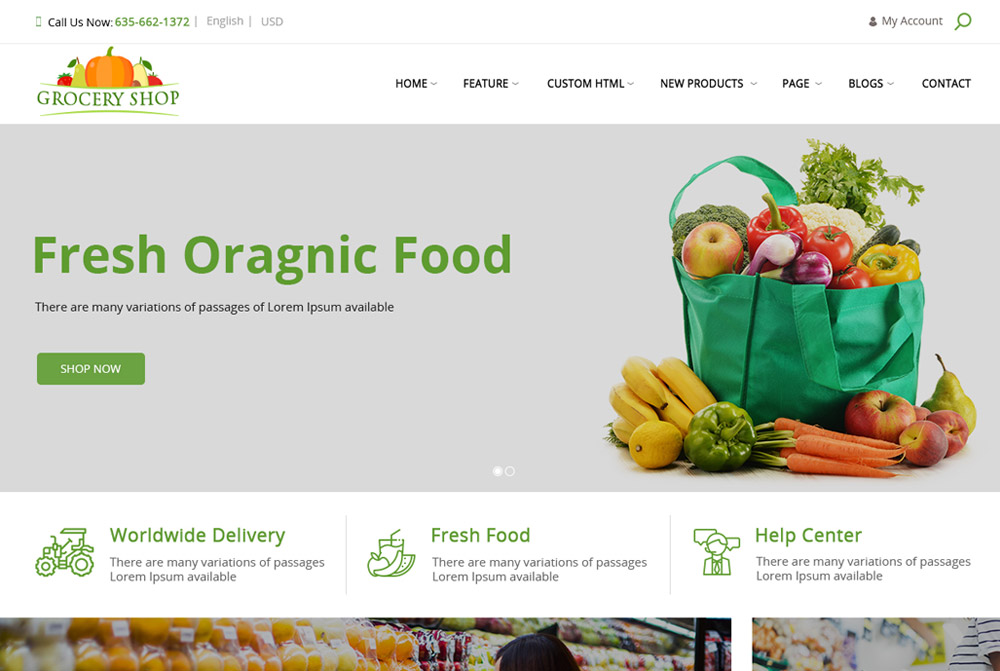 Call Us Now: 635-662-1372 | English | USD
My Account
GROCERY SHOP
HOME FEATURE CUSTOM HTML NEW PRODUCTS PAGE BLOGS CONTACT
Fresh Oragnic Food
There are many variations of passages of Lorem Ipsum available
SHOP NOW
Worldwide Delivery
There are many variations of passages
Lorem Ipsum available
Fresh Food
There are many variations of passages
Lorem Ipsum available
Help Center
There are many variations of passages
Lorem Ipsum available